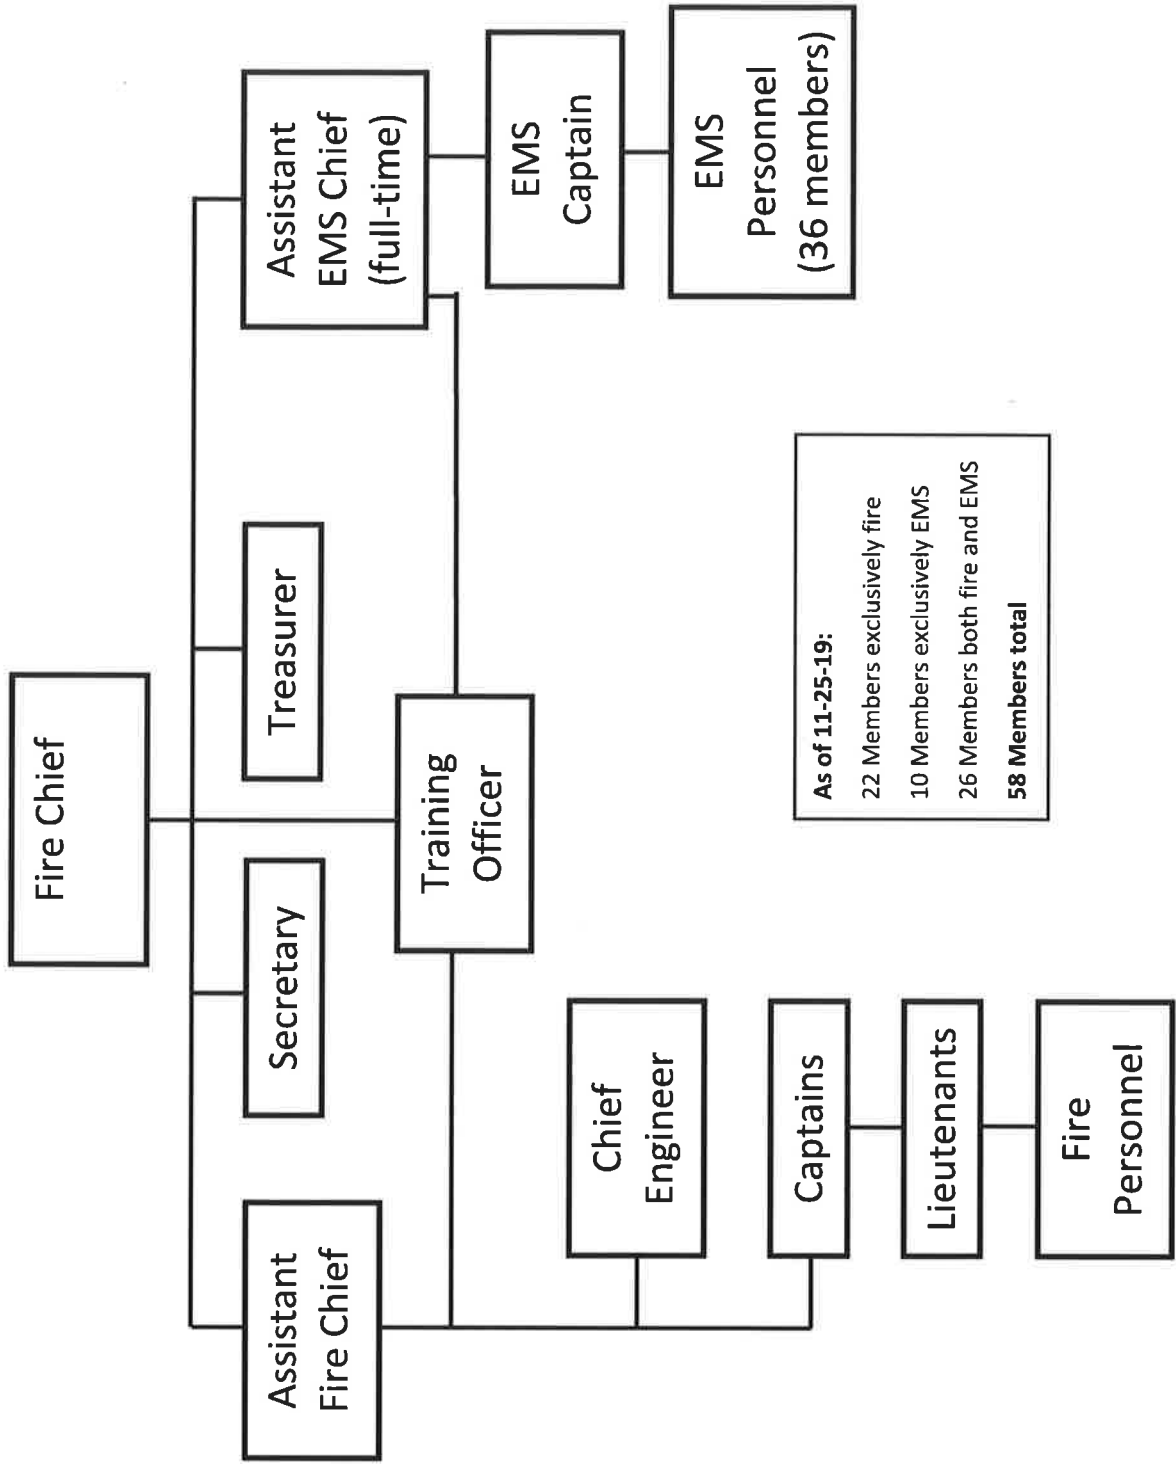 Fire Chief
Assistant
Fire Chief
Secretary
Treasurer
Assistant
EMS Chief
(full-time)
Training
Officer
EMS
Captain
EMS
Personnel
(36 members)
Chief
Engineer
Captains
Lieutenants
Fire
Personnel
As of 11-25-19:
22 Members exclusively fire
10 Members exclusively EMS
26 Members both fire and EMS
58 Members total